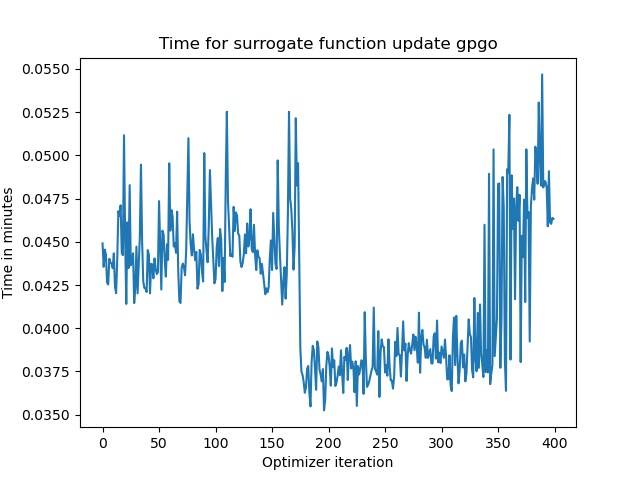 Time for surrogate function update gpgo
0.0550
0.0525
0.0500
0.0475
0.0450
0.0425
0.0400
0.0375
0.0350
Time in minutes
0 50 100 150 200 250 300 350 400
Optimizer iteration